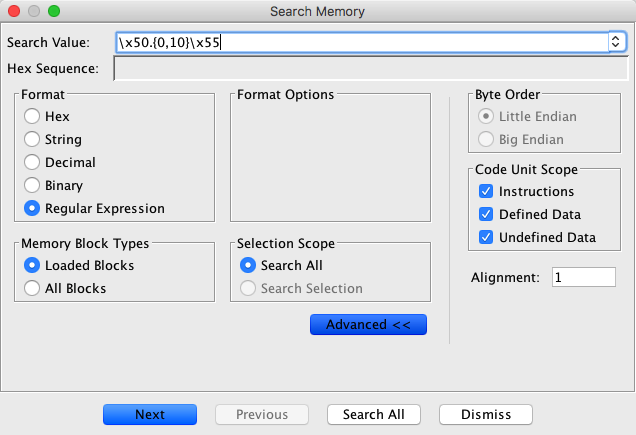 Search Memory
Search Value: \x50.{0,10}\x55
Hex Sequence:
Format
Hex
String
Decimal
Binary
Regular Expression
Format Options
Byte Order
Little Endian
Big Endian
Code Unit Scope
Instructions
Defined Data
Undefined Data
Memory Block Types
Loaded Blocks
All Blocks
Selection Scope
Search All
Search Selection
Alignment: 1
Advanced <<
Next Previous Search All Dismiss